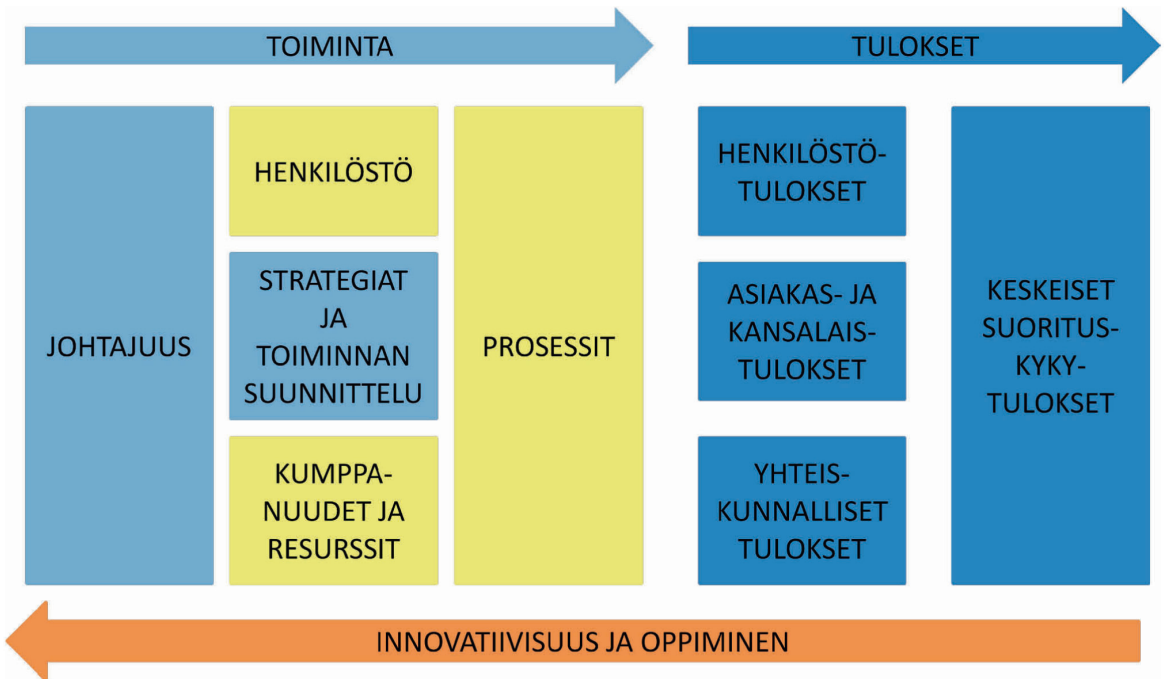 TOIMINTA
TULOKSET
JOHTAJUUS
HENKILÖSTÖ
STRATEGIAT
JA
TOIMINNAN
SUUNNITTELU
KUMPPA-
NUUDET JA
RESURSSIT
PROSESSIT
HENKILÖSTÖ-
TULOKSET
ASIAKAS- JA
KANSALAIS-
TULOKSET
YHTEIS-
KUNNALLISET
TULOKSET
KESKEISET
SUORITUS-
KYKY-
TULOKSET
INNOVATIIVISUUS JA OPPIMINEN